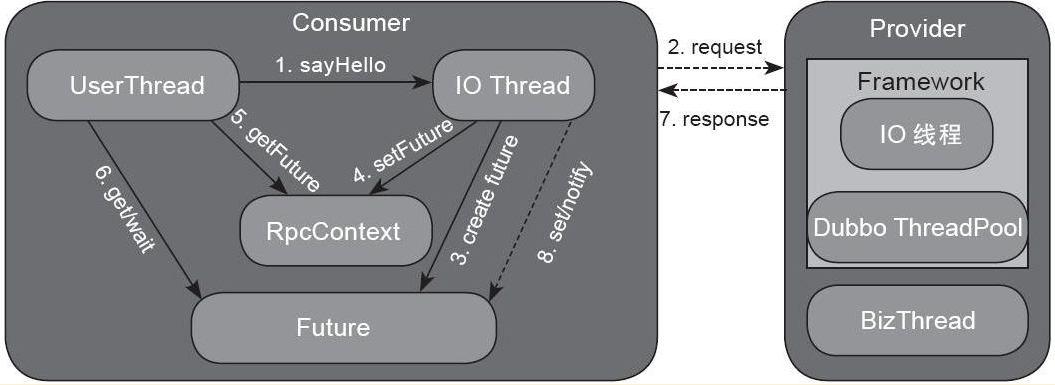 Consumer
UserThread
1. sayHello
IO Thread
5. getFuture
4. setFuture
6. get/wait
RpcContext
3. create future
8. set/notify
Future
2. request
7. response
Provider
Framework
IO 线程
Dubbo ThreadPool
BizThread